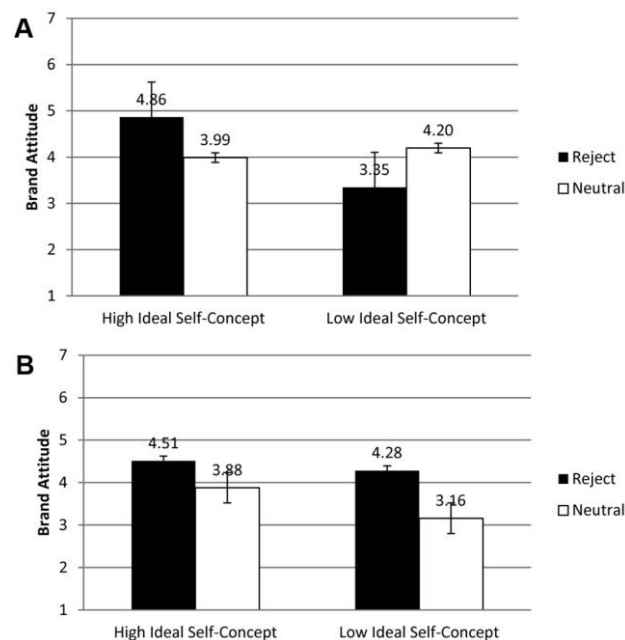 A
7
6
5
4
3
2
1
Brand Attitude
4.86
3.99
3.35
4.20
High Ideal Self-Concept
Low Ideal Self-Concept
Reject
Neutral
B
7
6
5
4
3
2
1
Brand Attitude
4.51
3.88
4.28
3.16
High Ideal Self-Concept
Low Ideal Self-Concept
Reject
Neutral